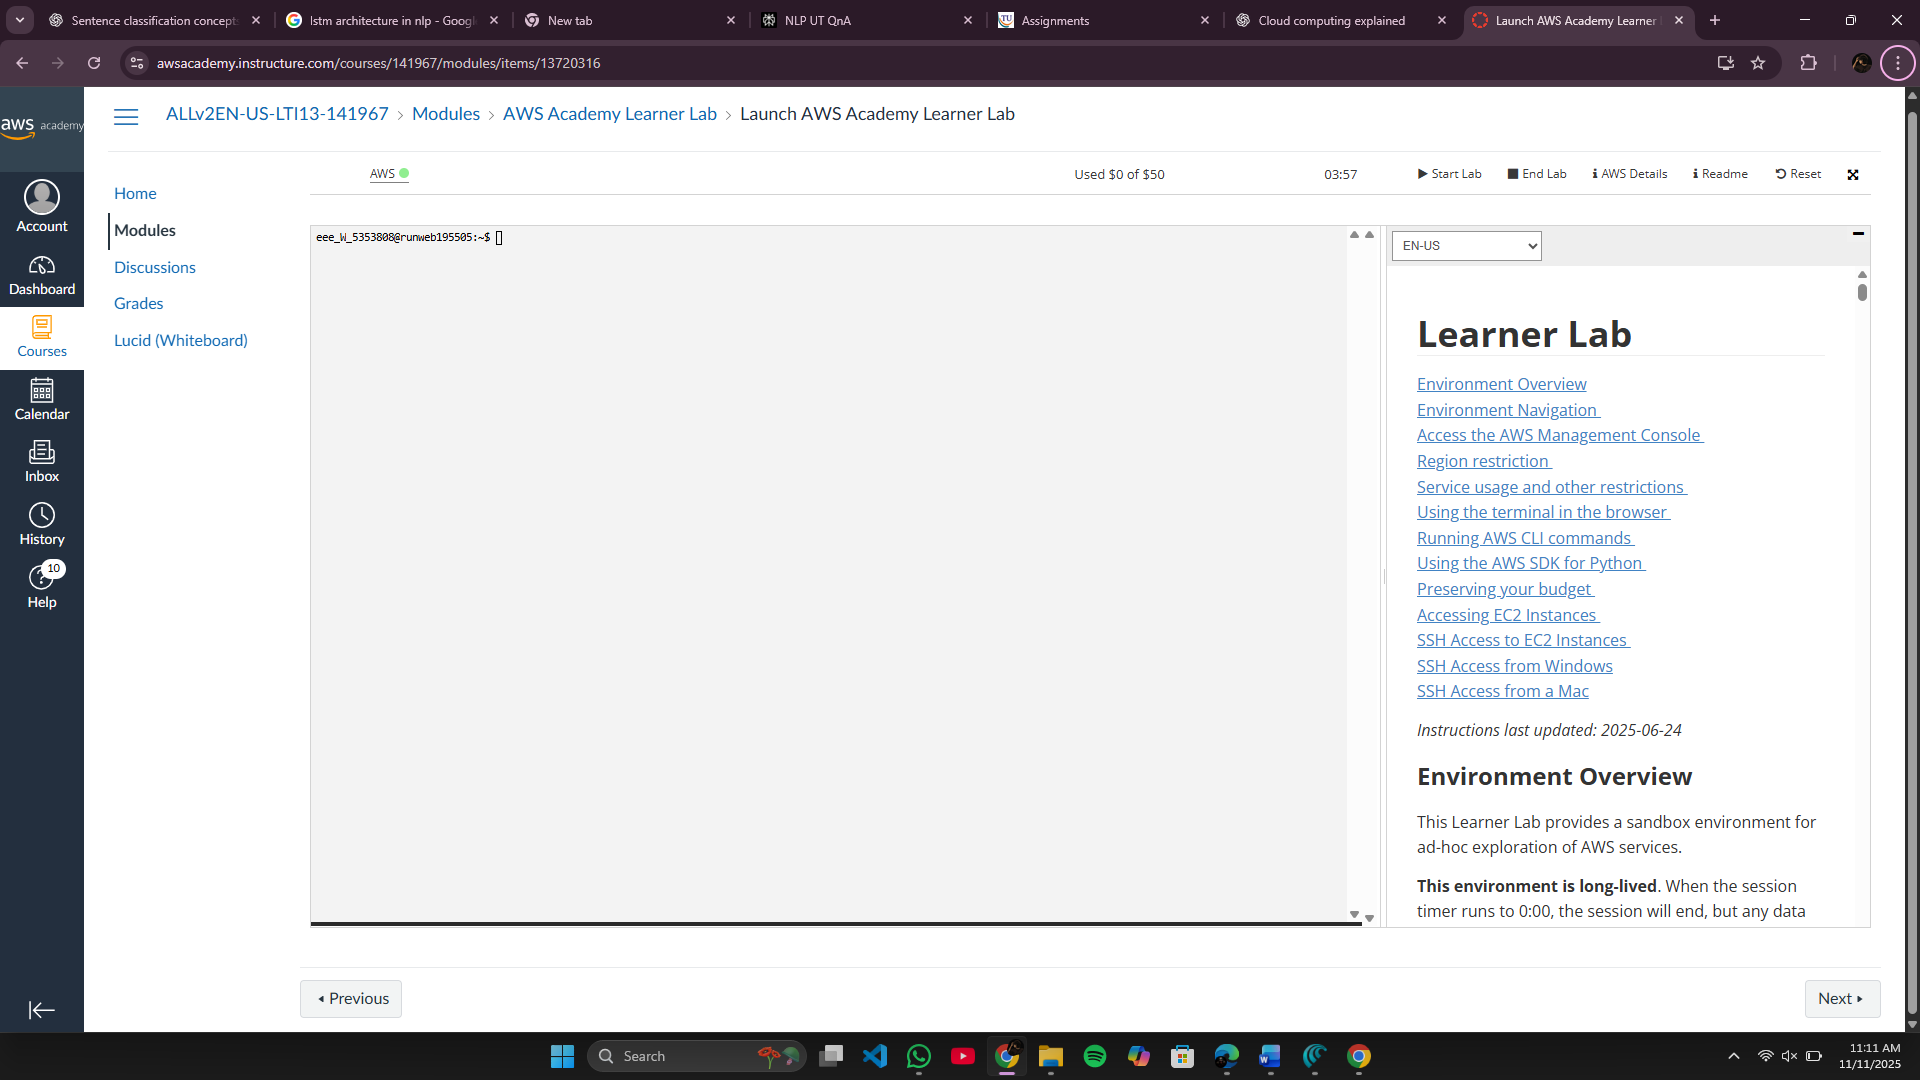 Sentence classification concept
lstm architecture in nlp - Google
New tab
NLP UT QnA
Assignments
Cloud computing explained
Launch AWS Academy Learner
awsacademy.instructure.com/courses/141967/modules/items/13720316
aws academy
ALLv2EN-US-LTI13-141967 > Modules > AWS Academy Learner Lab > Launch AWS Academy Learner Lab
Account
Dashboard
Courses
Calendar
Inbox
History
10
Help
Home
Modules
Discussions
Grades
Lucid (Whiteboard)
AWS
Used $0 of $50
03:57
Start Lab
End Lab
AWS Details
Readme
Reset
eee_W_5353808@runweb195505:~$
EN-US
Learner Lab
Environment Overview
Environment Navigation
Access the AWS Management Console
Region restriction
Service usage and other restrictions
Using the terminal in the browser
Running AWS CLI commands
Using the AWS SDK for Python
Preserving your budget
Accessing EC2 Instances
SSH Access to EC2 Instances
SSH Access from Windows
SSH Access from a Mac
Instructions last updated: 2025-06-24
Environment Overview
This Learner Lab provides a sandbox environment for
ad-hoc exploration of AWS services.
This environment is long-lived. When the session
timer runs to 0:00, the session will end, but any data
Previous
Next
Search
11:11 AM
11/11/2025